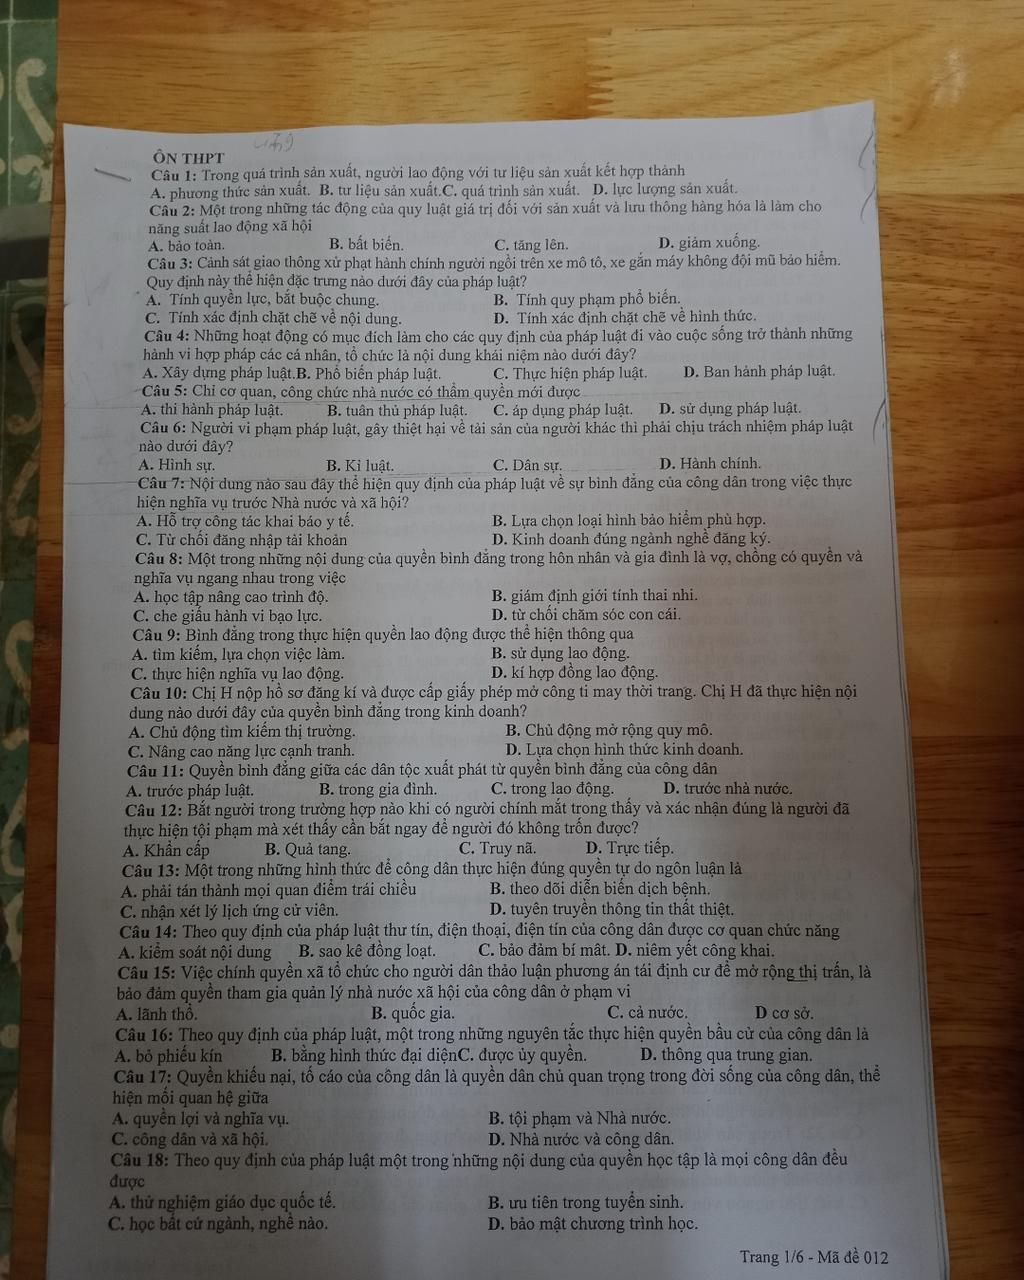 ÔN THPT
Câu 1: Trong quá trình sản xuất, người lao động với tư liệu sản xuất kết hợp thành
A. phương thức sản xuất. B. tư liệu sản xuất.C. quá trình sản xuất. D. lực lượng sản xuất.
Câu 2: Một trong những tác động của quy luật giá trị đối với sản xuất và lưu thông hàng hóa là làm cho
năng suất lao động xã hội
A. bảo toàn. B. bất biến. C. tăng lên. D. giảm xuống.
Câu 3: Cảnh sát giao thông xử phạt hành chính người ngồi trên xe mô tô, xe gắn máy không đội mũ bảo hiểm.
Quy định này thể hiện đặc trưng nào dưới đây của pháp luật?
A. Tính quyền lực, bắt buộc chung. B. Tính quy phạm phổ biến.
C. Tính xác định chặt chẽ về nội dung. D. Tính xác định chặt chẽ về hình thức.
Câu 4: Những hoạt động có mục đích làm cho các quy định của pháp luật đi vào cuộc sống trở thành những
hành vi hợp pháp các cá nhân, tổ chức là nội dung khái niệm nào dưới đây?
A. Xây dựng pháp luật.B. Phổ biến pháp luật. C. Thực hiện pháp luật. D. Ban hành pháp luật.
Câu 5: Chỉ cơ quan, công chức nhà nước có thẩm quyền mới được
A. thi hành pháp luật. B. tuân thủ pháp luật. C. áp dụng pháp luật. D. sử dụng pháp luật.
Câu 6: Người vi phạm pháp luật, gây thiệt hại về tài sản của người khác thì phải chịu trách nhiệm pháp luật
nào dưới đây?
A. Hình sự. B. Kỉ luật. C. Dân sự. D. Hành chính.
Câu 7: Nội dung nào sau đây thể hiện quy định của pháp luật về sự bình đẳng của công dân trong việc thực
hiện nghĩa vụ trước Nhà nước và xã hội?
A. Hỗ trợ công tác khai báo y tế. B. Lựa chọn loại hình bảo hiểm phù hợp.
C. Từ chối đăng nhập tài khoản D. Kinh doanh đúng ngành nghề đăng ký.
Câu 8: Một trong những nội dung của quyền bình đẳng trong hôn nhân và gia đình là vợ, chồng có quyền và
nghĩa vụ ngang nhau trong việc
A. học tập nâng cao trình độ. B. giám định giới tính thai nhi.
C. che giấu hành vi bạo lực. D. từ chối chăm sóc con cái.
Câu 9: Bình đẳng trong thực hiện quyền lao động được thể hiện thông qua
A. tìm kiếm, lựa chọn việc làm. B. sử dụng lao động.
C. thực hiện nghĩa vụ lao động. D. kí hợp đồng lao động.
Câu 10: Chị H nộp hồ sơ đăng kí và được cấp giấy phép mở công ti may thời trang. Chị H đã thực hiện nội
dung nào dưới đây của quyền bình đẳng trong kinh doanh?
A. Chủ động tìm kiếm thị trường. B. Chủ động mở rộng quy mô.
C. Nâng cao năng lực cạnh tranh. D. Lựa chọn hình thức kinh doanh.
Câu 11: Quyền bình đẳng giữa các dân tộc xuất phát từ quyền bình đẳng của công dân
A. trước pháp luật. B. trong gia đình. C. trong lao động. D. trước nhà nước.
Câu 12: Bắt người trong trường hợp nào khi có người chính mắt trong thấy và xác nhận đúng là người đã
thực hiện tội phạm mà xét thấy cần bắt ngay để người đó không trốn được?
A. Khẩn cấp B. Quả tang. C. Truy nã. D. Trực tiếp.
Câu 13: Một trong những hình thức để công dân thực hiện đúng quyền tự do ngôn luận là
A. phải tán thành mọi quan điểm trái chiều B. theo dõi diễn biến dịch bệnh.
C. nhận xét lý lịch ứng cử viên. D. tuyên truyền thông tin thất thiệt.
Câu 14: Theo quy định của pháp luật thư tín, điện thoại, điện tín của công dân được cơ quan chức năng
A. kiểm soát nội dung B. sao kê đồng loạt. C. bảo đảm bí mât. D. niêm yết công khai.
Câu 15: Việc chính quyền xã tổ chức cho người dân thảo luận phương án tái định cư để mở rộng thị trấn, là
bảo đảm quyền tham gia quản lý nhà nước xã hội của công dân ở phạm vi
A. lãnh thổ. B. quốc gia. C. cả nước. D cơ sở.
Câu 16: Theo quy định của pháp luật, một trong những nguyên tắc thực hiện quyền bầu cử của công dân là
A. bỏ phiếu kín B. bằng hình thức đại diệnC. được ủy quyền. D. thông qua trung gian.
Câu 17: Quyền khiếu nại, tố cáo của công dân là quyền dân chủ quan trọng trong đời sống của công dân, thể
hiện mối quan hệ giữa
A. quyền lợi và nghĩa vụ. B. tội phạm và Nhà nước.
C. công dân và xã hội. D. Nhà nước và công dân.
Câu 18: Theo quy định của pháp luật một trong những nội dung của quyền học tập là mọi công dân đều
được
A. thử nghiệm giáo dục quốc tế. B. ưu tiên trong tuyển sinh.
C. học bất cứ ngành, nghề nào. D. bảo mật chương trình học.
Trang 1/6 - Mã đề 012